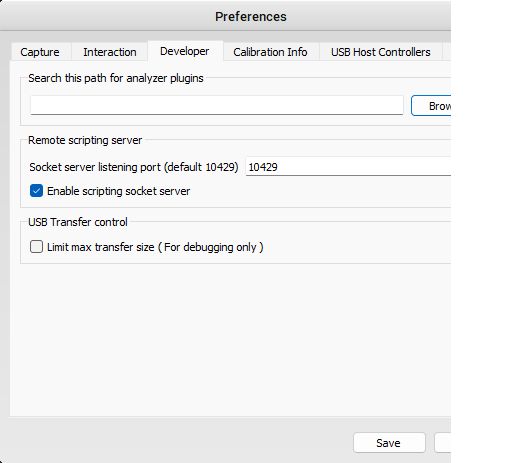 Preferences
Capture Interaction Developer Calibration Info USB Host Controllers
Search this path for analyzer plugins
Brow
Remote scripting server
Socket server listening port (default 10429) 10429
Enable scripting socket server
USB Transfer control
Limit max transfer size ( For debugging only )
Save